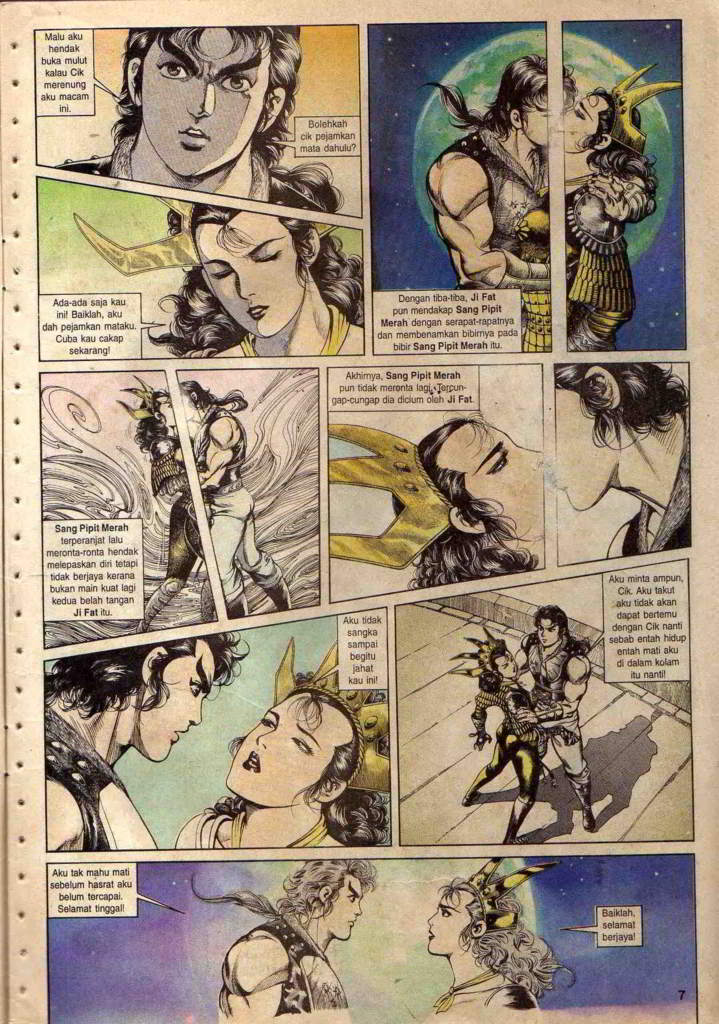 Malu aku
hendak
buka mulut
kalau Cik
merenung
aku macam
ini.
Bolehkah
cik pejamkan
mata dahulu?
Ada-ada saja kau
ini! Baiklah, aku
dah pejamkan mataku.
Cuba kau cakap
sekarang!
Dengan tiba-tiba, Ji Fat
pun mendakap Sang Pipit
Merah dengan serapat-rapatnya
dan membenamkan bibirnya pada
bibir Sang Pipit Merah itu.
Sang Pipit Merah
terperanjat lalu
meronta-ronta hendak
melepaskan diri tetapi
tidak berjaya kerana
bukan main kuat lagi
kedua belah tangan
Ji Fat itu.
Akhirnya, Sang Pipit Merah
pun tidak meronta lagi. Tercun-
gap-cungap dia dicium oleh Ji Fat.
Aku tidak
sangka
sampai
begitu
jahat
kau ini!
Aku minta ampun,
Cik. Aku takut
aku tidak akan
dapat bertemu
dengan Cik nanti
sebab entah hidup
entah mati aku
di dalam kolam
itu nanti!
Aku tak mahu mati
sebelum hasrat aku
belum tercapai.
Selamat tinggal!
Baiklah,
selamat
berjaya!
7